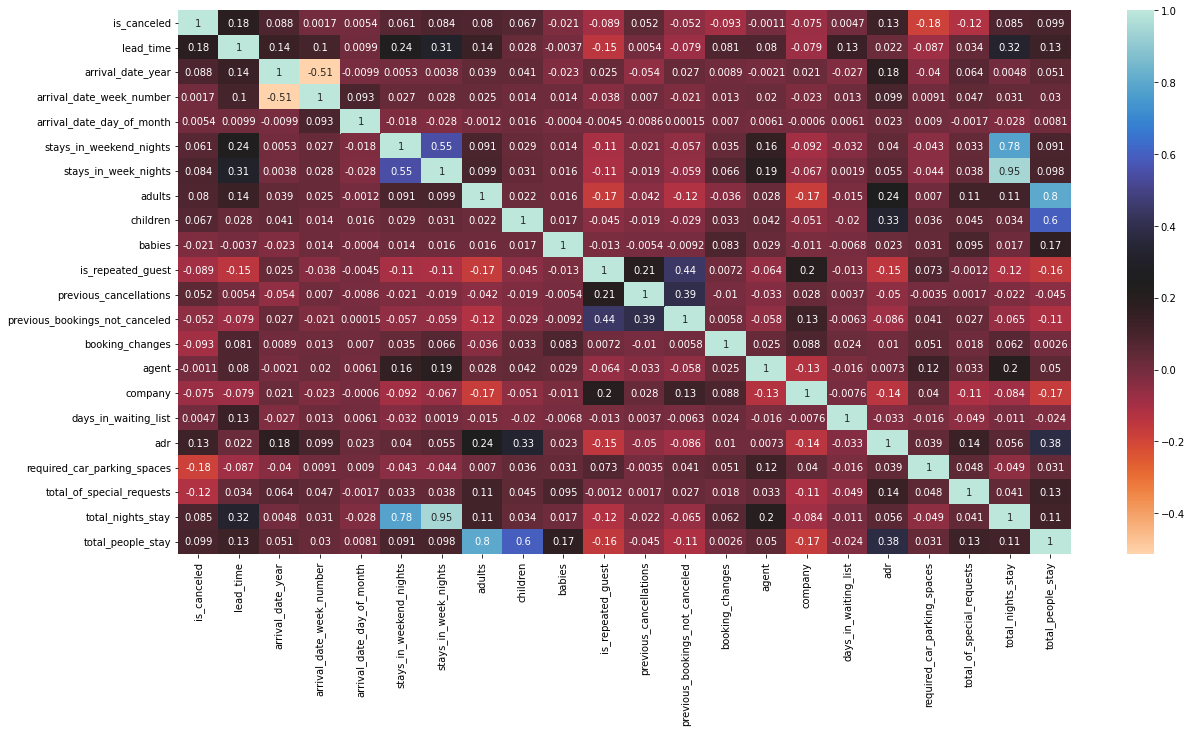 is_canceled 1 0.18 0.088 0.0017 0.0054 0.061 0.084 0.08 0.067 -0.021 -0.089 0.052 -0.052 -0.093 -0.0011 -0.075 0.0047 0.13 -0.18 -0.12 0.085 0.099
lead_time 0.18 1 0.14 0.1 0.0099 0.24 0.31 0.14 0.028 -0.0037 -0.15 0.0054 -0.079 0.081 0.08 -0.079 0.13 0.022 -0.087 0.034 0.32 0.13
arrival_date_year 0.088 0.14 1 -0.51 -0.0099 0.0053 0.0038 0.039 0.041 -0.023 0.025 -0.054 0.027 0.0089 -0.0021 0.021 -0.027 0.18 -0.04 0.064 0.0048 0.051
arrival_date_week_number 0.0017 0.1 -0.51 1 0.093 0.027 0.028 0.025 0.014 0.014 -0.038 0.007 -0.021 0.013 0.02 -0.023 0.013 0.099 0.0091 0.047 0.031 0.03
arrival_date_day_of_month 0.0054 0.0099 -0.0099 0.093 1 -0.018 -0.028 -0.0012 0.016 -0.0004 -0.0045 -0.0086 0.00015 0.007 0.0061 -0.0006 0.0061 0.023 0.009 -0.0017 -0.028 0.0081
stays_in_weekend_nights 0.061 0.24 0.0053 0.027 -0.018 1 0.55 0.091 0.029 0.014 -0.11 -0.021 -0.057 0.035 0.16 -0.092 -0.032 0.04 -0.043 0.033 0.78 0.091
stays_in_week_nights 0.084 0.31 0.0038 0.028 -0.028 0.55 1 0.099 0.031 0.016 -0.11 -0.019 -0.059 0.066 0.19 -0.067 0.0019 0.055 -0.044 0.038 0.95 0.098
adults 0.08 0.14 0.039 0.025 -0.0012 0.091 0.099 1 0.022 0.016 -0.17 -0.042 -0.12 -0.036 0.028 -0.17 -0.015 0.24 0.007 0.11 0.11 0.8
children 0.067 0.028 0.041 0.014 0.016 0.029 0.031 0.022 1 0.017 -0.045 -0.019 -0.029 0.033 0.042 -0.051 -0.02 0.33 0.036 0.045 0.034 0.6
babies -0.021 -0.0037 -0.023 0.014 -0.0004 0.014 0.016 0.016 0.017 1 -0.013 -0.0054 -0.0092 0.083 0.029 -0.011 -0.0068 0.023 0.031 0.095 0.017 0.17
is_repeated_guest -0.089 -0.15 0.025 -0.038 -0.0045 -0.11 -0.11 -0.17 -0.045 -0.013 1 0.21 0.44 0.0072 -0.064 0.2 -0.013 -0.15 0.073 -0.0012 -0.12 -0.16
previous_cancellations 0.052 0.0054 -0.054 0.007 -0.0086 -0.021 -0.019 -0.042 -0.019 -0.0054 0.21 1 0.39 -0.01 -0.033 0.028 0.0037 -0.05 -0.0035 0.0017 -0.022 -0.045
previous_bookings_not_canceled -0.052 -0.079 0.027 -0.021 0.00015 -0.057 -0.059 -0.12 -0.029 -0.0092 0.44 0.39 1 0.0058 -0.058 0.13 -0.0063 -0.086 0.041 0.027 -0.065 -0.11
booking_changes -0.093 0.081 0.0089 0.013 0.007 0.035 0.066 -0.036 0.033 0.083 0.0072 -0.01 0.0058 1 0.025 0.088 0.024 0.01 0.051 0.018 0.062 0.0026
agent -0.0011 0.08 -0.0021 0.02 0.0061 0.16 0.19 0.028 0.042 0.029 -0.064 -0.033 -0.058 0.025 1 -0.13 -0.016 0.0073 0.12 0.033 0.2 0.05
company -0.075 -0.079 0.021 -0.023 -0.0006 -0.092 -0.067 -0.17 -0.051 -0.011 0.2 0.028 0.13 0.088 -0.13 1 -0.0076 -0.14 0.04 -0.11 -0.084 -0.17
days_in_waiting_list 0.0047 0.13 -0.027 0.013 0.0061 -0.032 0.0019 -0.015 -0.02 -0.0068 -0.013 0.0037 -0.0063 0.024 -0.016 -0.0076 1 -0.033 -0.016 -0.049 -0.011 -0.024
adr 0.13 0.022 0.18 0.099 0.023 0.04 0.055 0.24 0.33 0.023 -0.15 -0.05 -0.086 0.01 0.0073 -0.14 -0.033 1 0.039 0.14 0.056 0.38
required_car_parking_spaces -0.18 -0.087 -0.04 0.0091 0.009 -0.043 -0.044 0.007 0.036 0.031 0.073 -0.0035 0.041 0.051 0.12 0.04 -0.016 0.039 1 0.048 -0.049 0.031
total_of_special_requests -0.12 0.034 0.064 0.047 -0.0017 0.033 0.038 0.11 0.045 0.095 -0.0012 0.0017 0.027 0.018 0.033 -0.11 -0.049 0.14 0.048 1 0.041 0.13
total_nights_stay 0.085 0.32 0.0048 0.031 -0.028 0.78 0.95 0.11 0.034 0.017 -0.12 -0.022 -0.065 0.062 0.2 -0.084 -0.011 0.056 -0.049 0.041 1 0.11
total_people_stay 0.099 0.13 0.051 0.03 0.0081 0.091 0.098 0.8 0.6 0.17 -0.16 -0.045 -0.11 0.0026 0.05 -0.17 -0.024 0.38 0.031 0.13 0.11 1
is_canceled
lead_time
arrival_date_year
arrival_date_week_number
arrival_date_day_of_month
stays_in_weekend_nights
stays_in_week_nights
adults
children
babies
is_repeated_guest
previous_cancellations
previous_bookings_not_canceled
booking_changes
agent
company
days_in_waiting_list
adr
required_car_parking_spaces
total_of_special_requests
total_nights_stay
total_people_stay
1.0
0.8
0.6
0.4
0.2
0.0
−0.2
−0.4